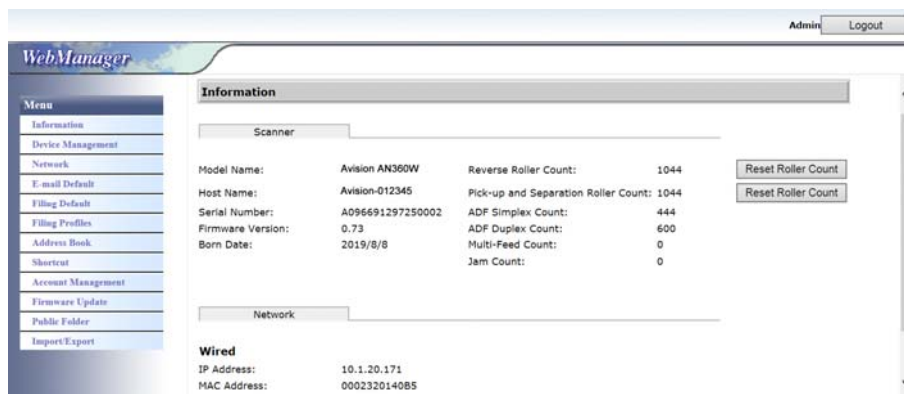 Admin Logout
WebManager
Menu
Information
Device Management
Network
E-mail Default
Filing Default
Filing Profiles
Address Book
Shortcut
Account Management
Firmware Update
Public Folder
Import/Export
Information
Scanner
Model Name: Avision AN360W Reverse Roller Count: 1044 Reset Roller Count
Host Name: Avision-012345 Pick-up and Separation Roller Count: 1044 Reset Roller Count
Serial Number: A096691297250002 ADF Simplex Count: 444
Firmware Version: 0.73 ADF Duplex Count: 600
Born Date: 2019/8/8 Multi-Feed Count: 0
Jam Count: 0
Network
Wired
IP Address: 10.1.20.171
MAC Address: 0002320140B5